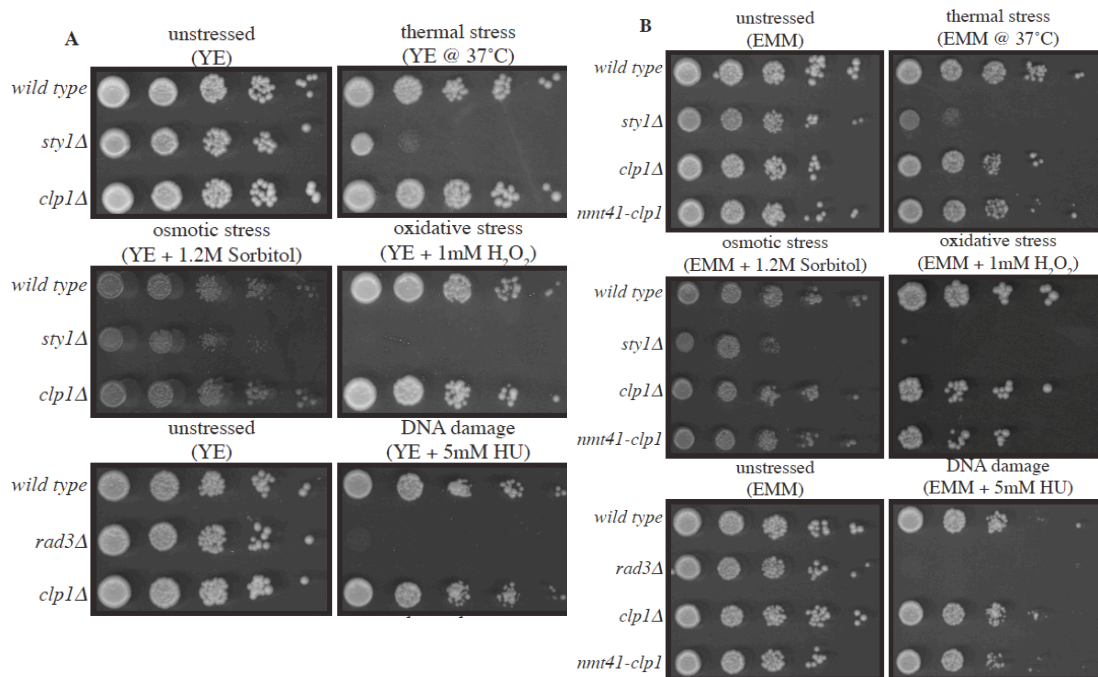 A
unstressed
(YE)
thermal stress
(YE @ 37˚C)
wild type
sty1Δ
clp1Δ
osmotic stress
(YE + 1.2M Sorbitol)
oxidative stress
(YE + 1mM H₂O₂)
wild type
sty1Δ
clp1Δ
unstressed
(YE)
DNA damage
(YE + 5mM HU)
wild type
rad3Δ
clp1Δ
B
unstressed
(EMM)
thermal stress
(EMM @ 37˚C)
wild type
sty1Δ
clp1Δ
nmt41-clp1
osmotic stress
(EMM + 1.2M Sorbitol)
oxidative stress
(EMM + 1mM H₂O₂)
wild type
sty1Δ
clp1Δ
nmt41-clp1
unstressed
(EMM)
DNA damage
(EMM + 5mM HU)
wild type
rad3Δ
clp1Δ
nmt41-clp1